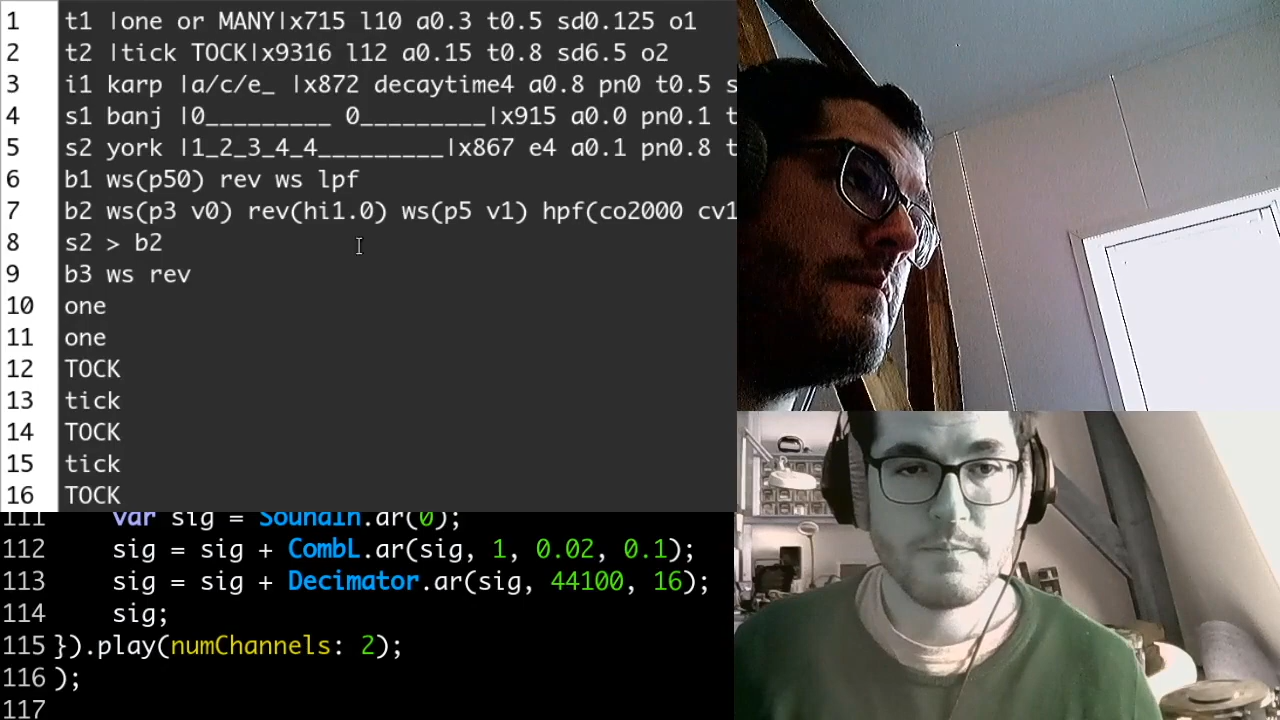 1 t1 |one or MANY|x715 l10 a0.3 t0.5 sd0.125 o1
2 t2 |tick TOCK|x9316 l12 a0.15 t0.8 sd6.5 o2
3 i1 karp |a/c/e_ |x872 decaytime4 a0.8 pn0 t0.5 s
4 s1 banj |0_________ 0_________|x915 a0.0 pn0.1 t
5 s2 york |1_2_3_4_4_________|x867 e4 a0.1 pn0.8 t
6 b1 ws(p50) rev ws lpf
7 b2 ws(p3 v0) rev(hi1.0) ws(p5 v1) hpf(co2000 cv1
8 s2 > b2
9 b3 ws rev
10 one
11 one
12 TOCK
13 tick
14 TOCK
15 tick
16 TOCK
111 var sig = SoundIn.ar(0);
112 sig = sig + CombL.ar(sig, 1, 0.02, 0.1);
113 sig = sig + Decimator.ar(sig, 44100, 16);
114 sig;
115 }).play(numChannels: 2);
116 );
117